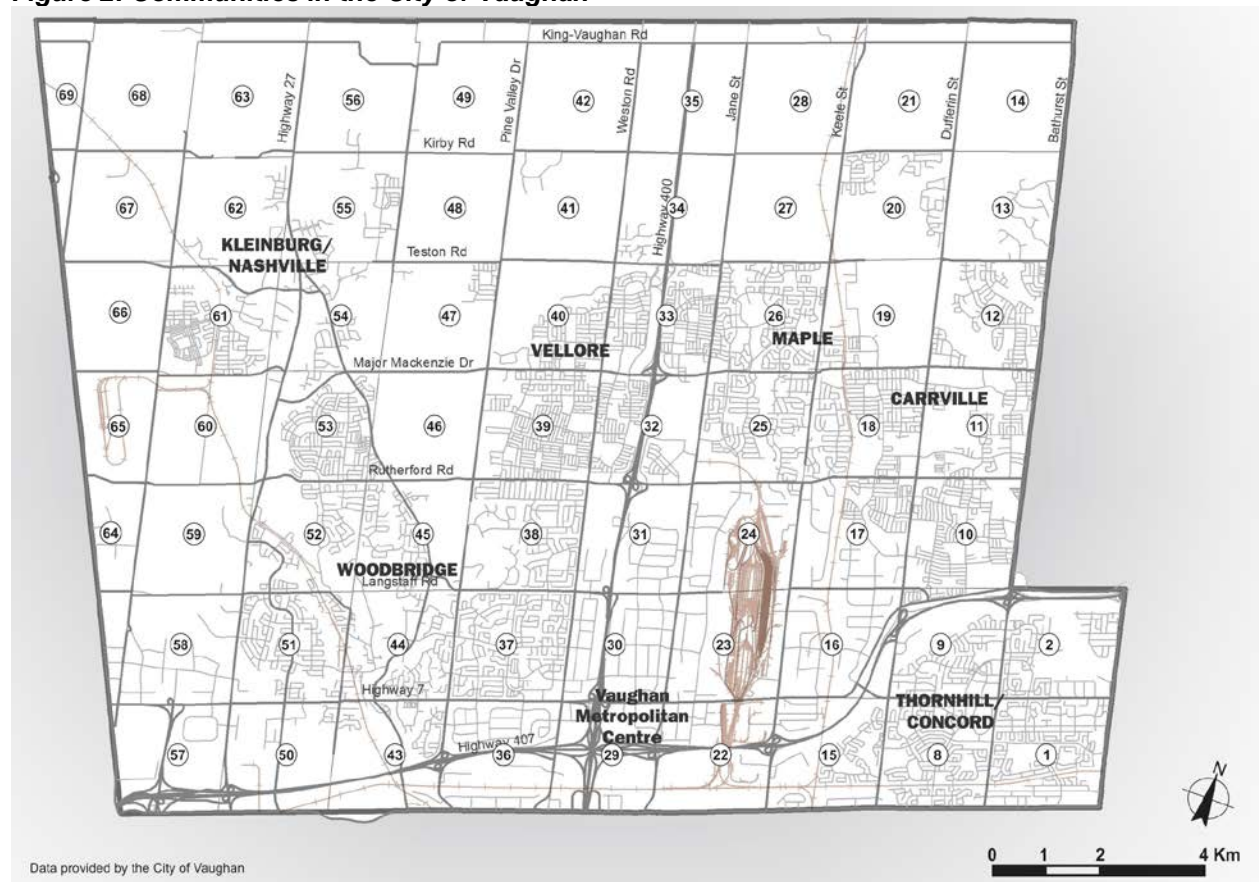 Figure 2: Communities in the City of Vaughan
King-Vaughan Rd
69
68
63
Highway 27
56
49
Pine Valley Dr
42
Weston Rd
35
Jane St
28
Keele St
21
Dufferin St
14
Bathurst St
Kirby Rd
67
62
55
48
41
Highway 400
34
27
20
13
KLEINBURG/
NASHVILLE
Teston Rd
66
61
54
47
40
33
26
19
12
VELLORE
MAPLE
Major Mackenzie Dr
CARRVILLE
65
60
53
46
39
32
25
18
11
Rutherford Rd
64
59
52
45
38
31
24
17
10
WOODBRIDGE
Langstaff Rd
58
51
44
37
30
23
16
9
2
Highway 7
Vaughan
Metropolitan
Centre
THORNHILL/
CONCORD
Highway 407
57
50
43
36
29
22
15
8
1
N
Data provided by the City of Vaughan
0 1 2 4 Km